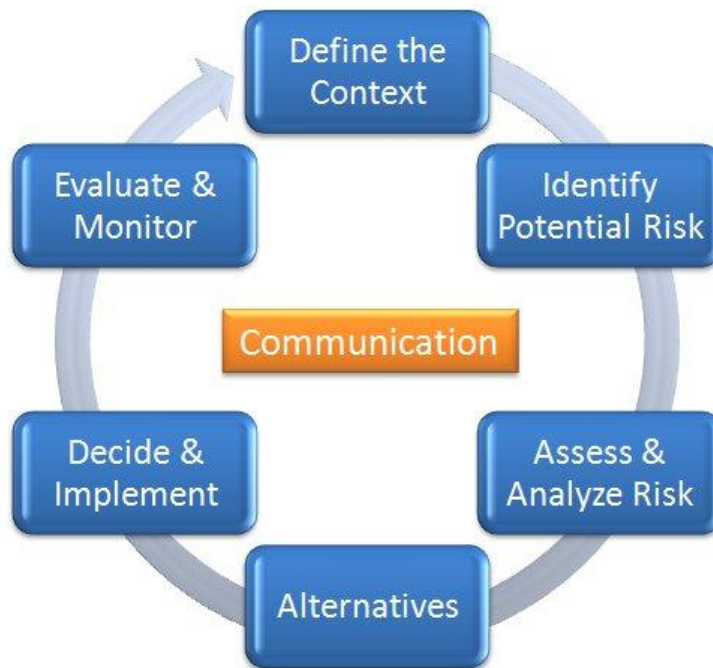 Define the
Context
Identify
Potential Risk
Assess &
Analyze Risk
Alternatives
Decide &
Implement
Evaluate &
Monitor
Communication